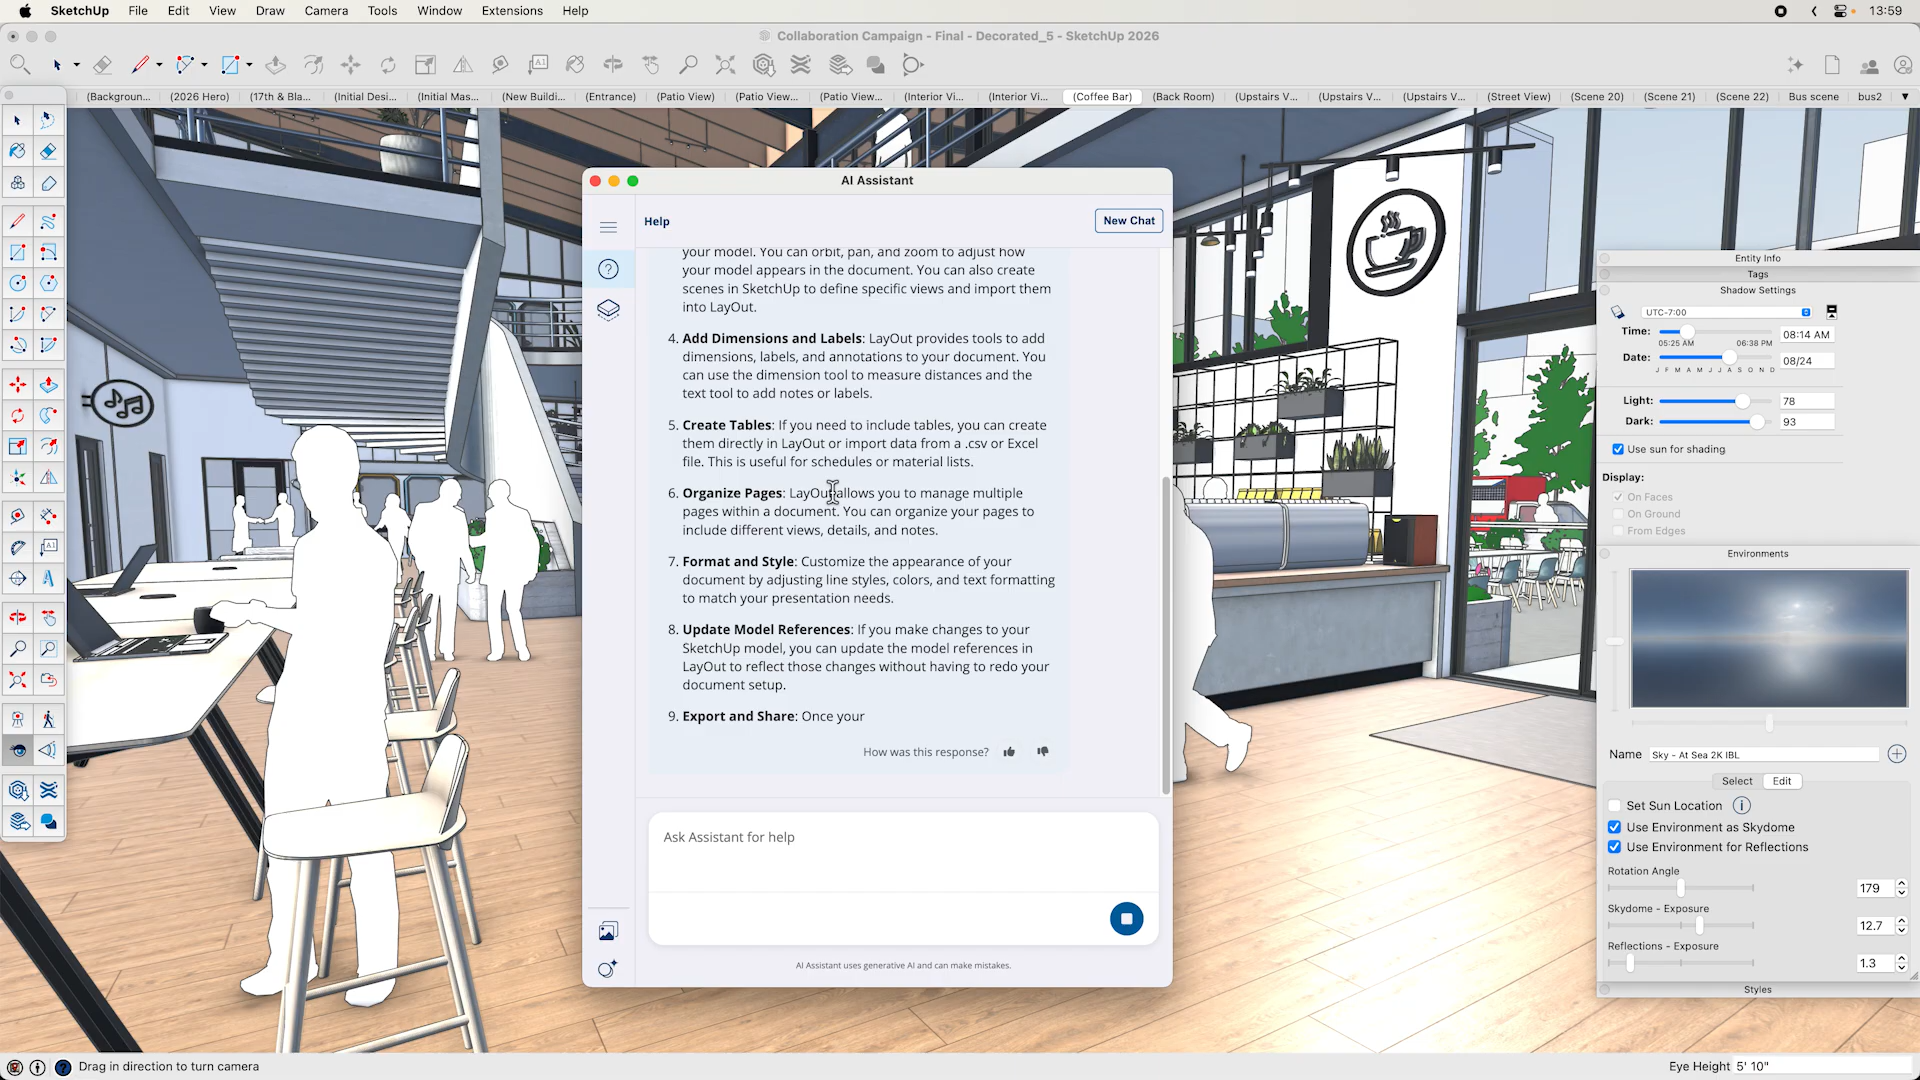 SketchUp File Edit View Draw Camera Tools Window Extensions Help 13:59
Collaboration Campaign - Final - Decorated_5 - SketchUp 2026
(Backgroun... (2026 Hero) (17th & Bla... (Initial Desi... (Initial Mas... (New Buildi... (Entrance) (Patio View) (Patio View... (Patio View... (Interior Vi... (Interior Vi... (Coffee Bar) (Back Room) (Upstairs V... (Upstairs V... (Upstairs V... (Street View) (Scene 20) (Scene 21) (Scene 22) Bus scene bus2
AI Assistant
Help
New Chat
your model. You can orbit, pan, and zoom to adjust how
your model appears in the document. You can also create
scenes in SketchUp to define specific views and import them
into LayOut.
4. Add Dimensions and Labels: LayOut provides tools to add
dimensions, labels, and annotations to your document. You
can use the dimension tool to measure distances and the
text tool to add notes or labels.
5. Create Tables: If you need to include tables, you can create
them directly in LayOut or import data from a .csv or Excel
file. This is useful for schedules or material lists.
6. Organize Pages: LayOut allows you to manage multiple
pages within a document. You can organize your pages to
include different views, details, and notes.
7. Format and Style: Customize the appearance of your
document by adjusting line styles, colors, and text formatting
to match your presentation needs.
8. Update Model References: If you make changes to your
SketchUp model, you can update the model references in
LayOut to reflect those changes without having to redo your
document setup.
9. Export and Share: Once your
How was this response?
Ask Assistant for help
AI Assistant uses generative AI and can make mistakes.
Entity Info
Tags
Shadow Settings
UTC-7:00
Time: 08:14 AM
05:25 AM 06:38 PM
Date: 08/24
J F M A M J J A S O N D
Light: 78
Dark: 93
Use sun for shading
Display:
On Faces
On Ground
From Edges
Environments
Name Sky - At Sea 2K IBL
Select Edit
Set Sun Location
Use Environment as Skydome
Use Environment for Reflections
Rotation Angle
179
Skydome - Exposure
12.7
Reflections - Exposure
1.3
Styles
Drag in direction to turn camera
Eye Height 5' 10"